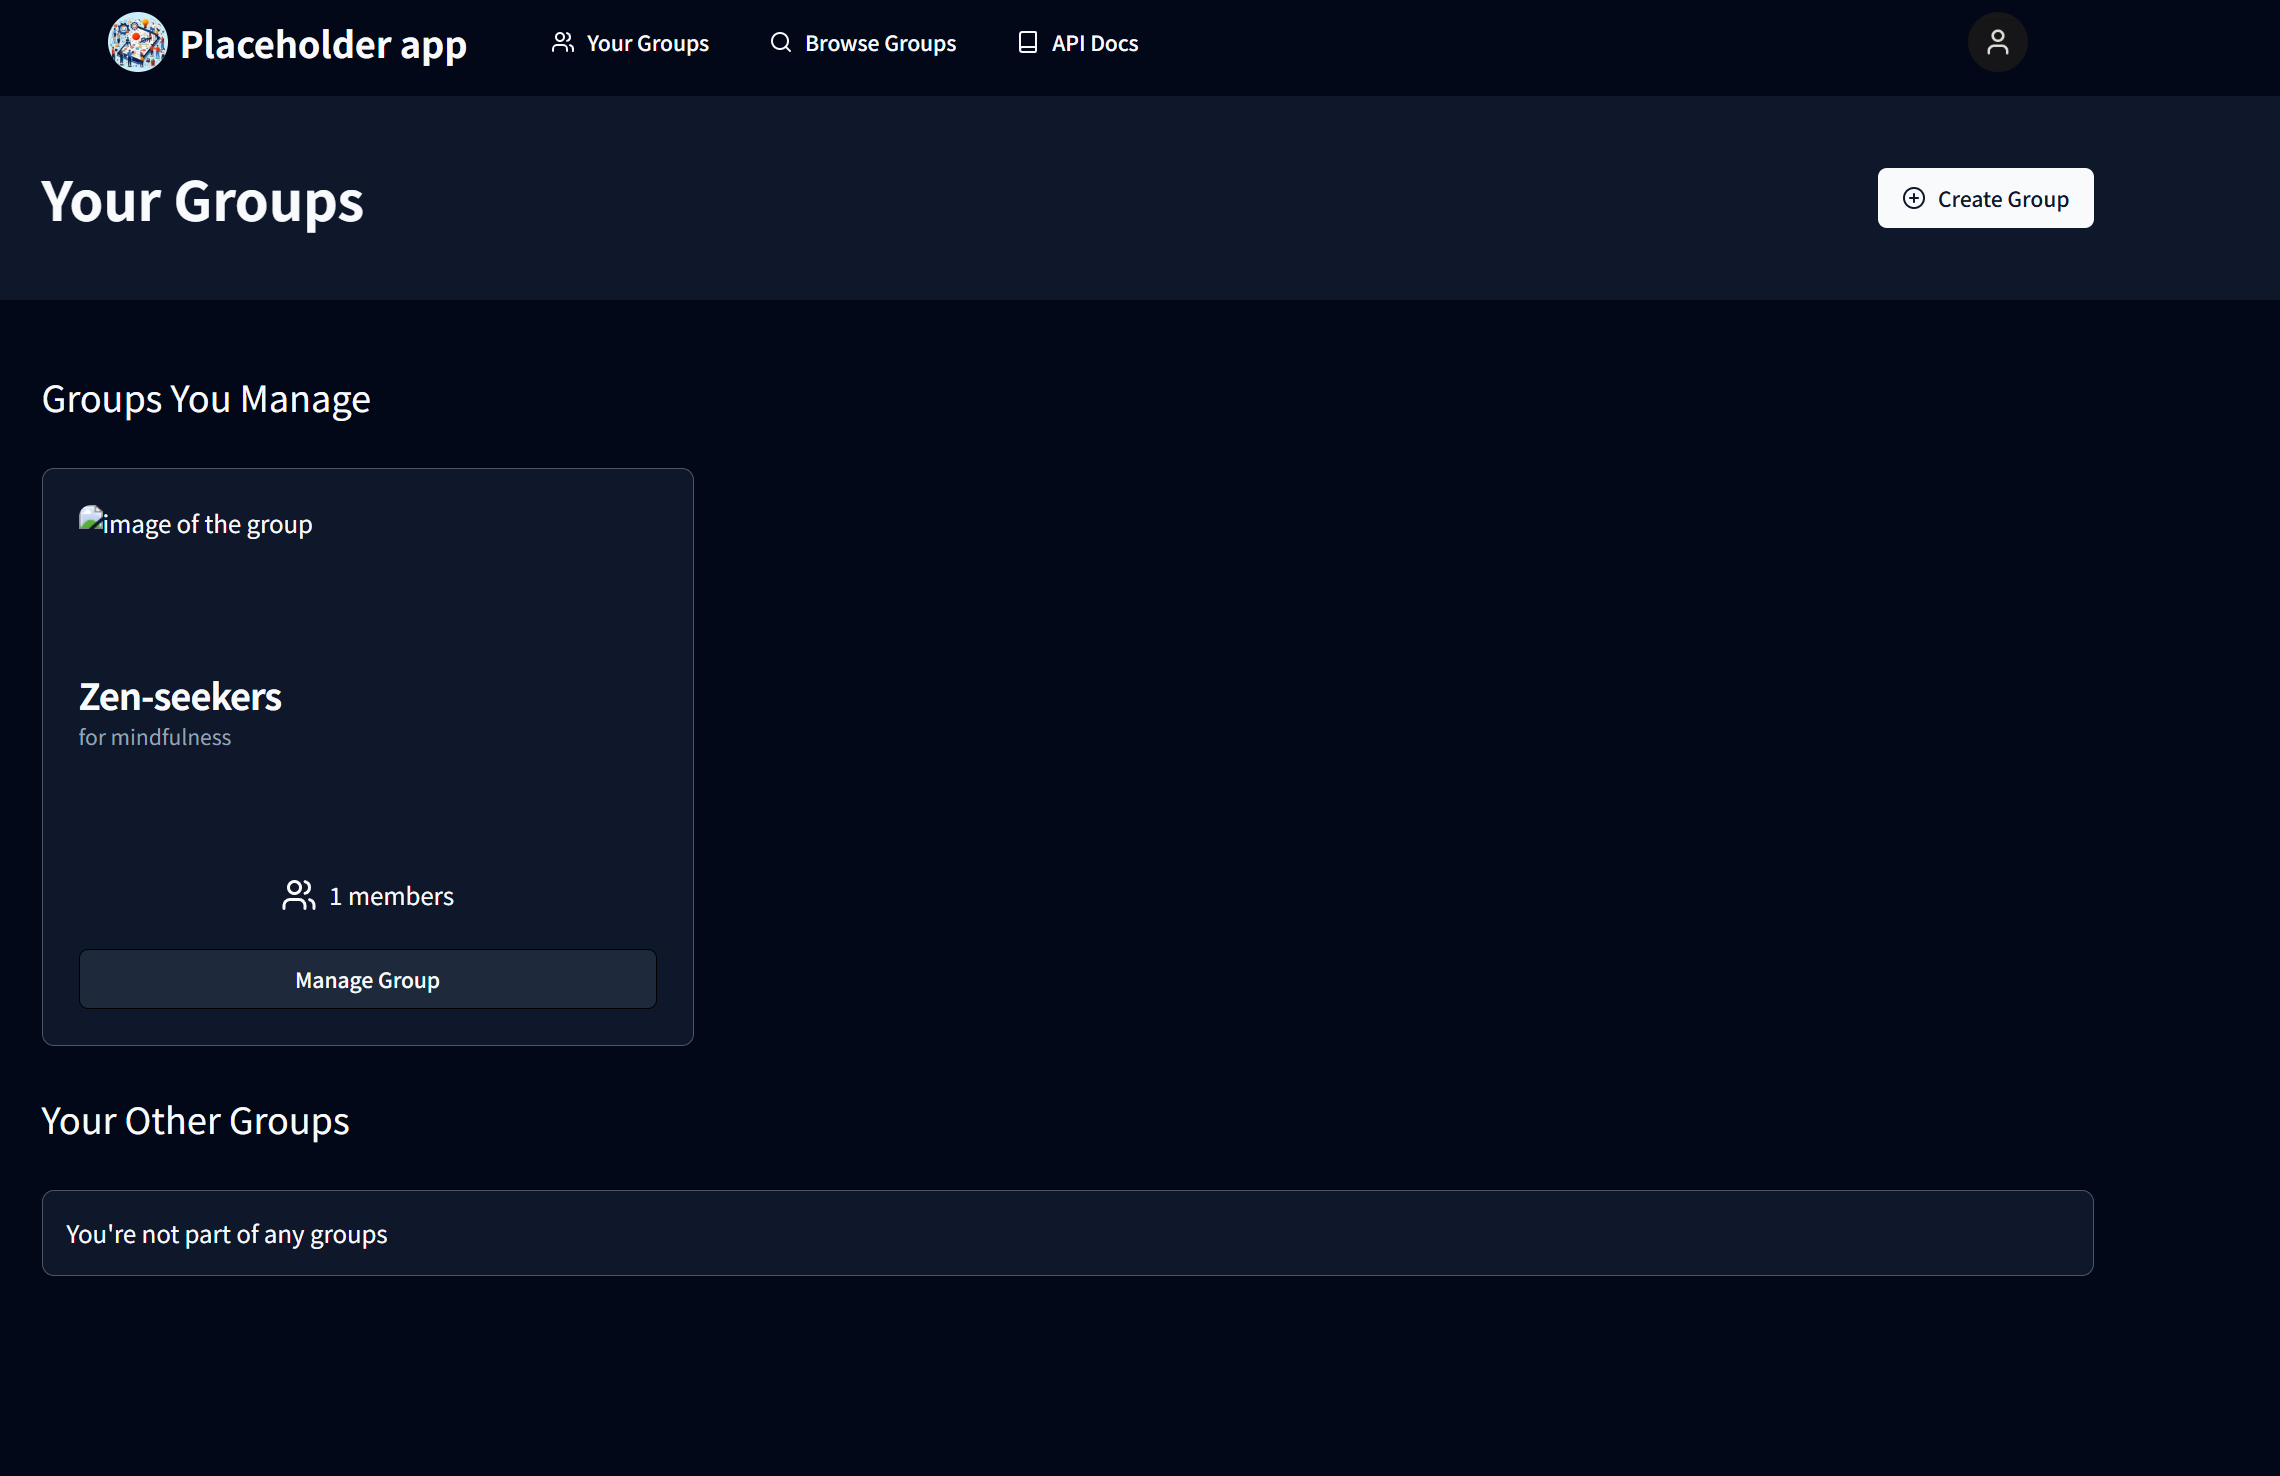 Placeholder app
Your Groups
Browse Groups
API Docs
Your Groups
Create Group
Groups You Manage
image of the group
Zen-seekers
for mindfulness
1 members
Manage Group
Your Other Groups
You're not part of any groups